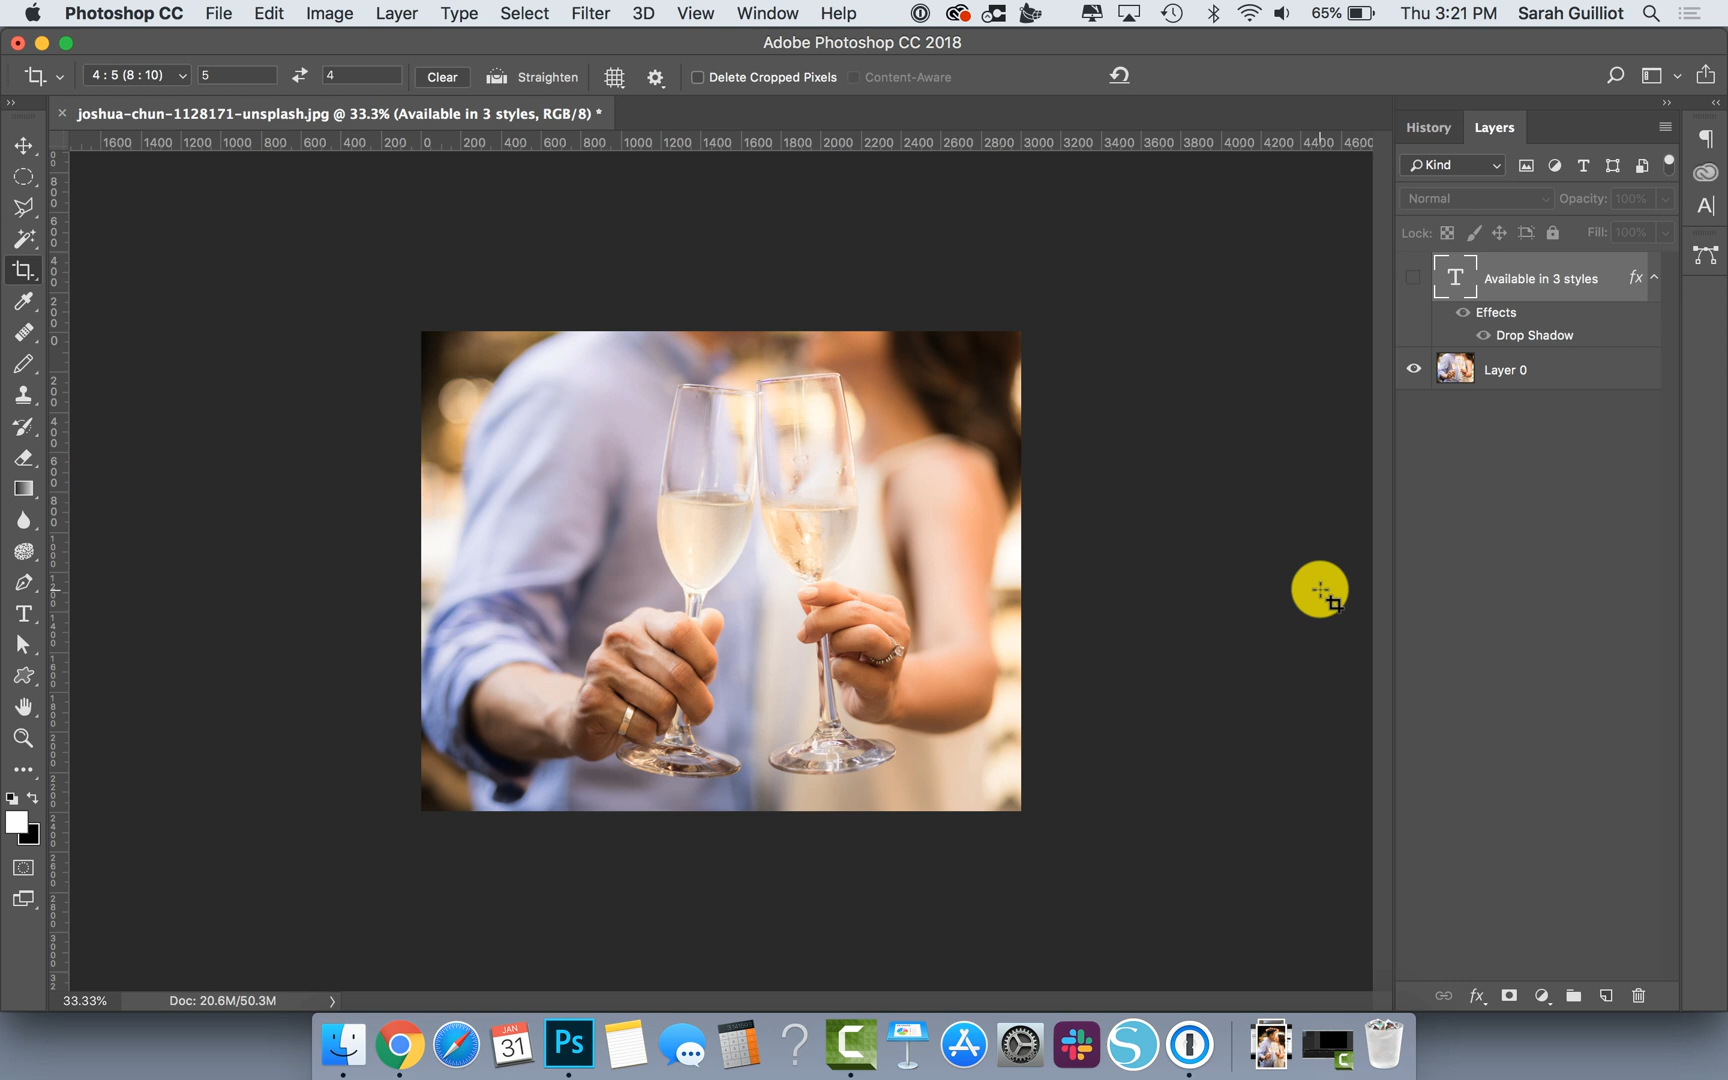 Photoshop CC File Edit Image Layer Type Select Filter 3D View Window Help 65% Thu 3:21 PM Sarah Guilliot
Adobe Photoshop CC 2018
4 : 5 (8 : 10) 5 4 Clear Straighten Delete Cropped Pixels Content-Aware
joshua-chun-1128171-unsplash.jpg @ 33.3% (Available in 3 styles, RGB/8) *
History Layers
1600 1400 1200 1000 800 600 400 200 0 200 400 600 800 1000 1200 1400 1600 1800 2000 2200 2400 2600 2800 3000 3200 3400 3600 3800 4000 4200 4400 4600
Kind
Normal Opacity: 100%
Lock: Fill: 100%
T Available in 3 styles fx
Effects
Drop Shadow
Layer 0
33.33% Doc: 20.6M/50.3M
fx
JAN
31
Ps